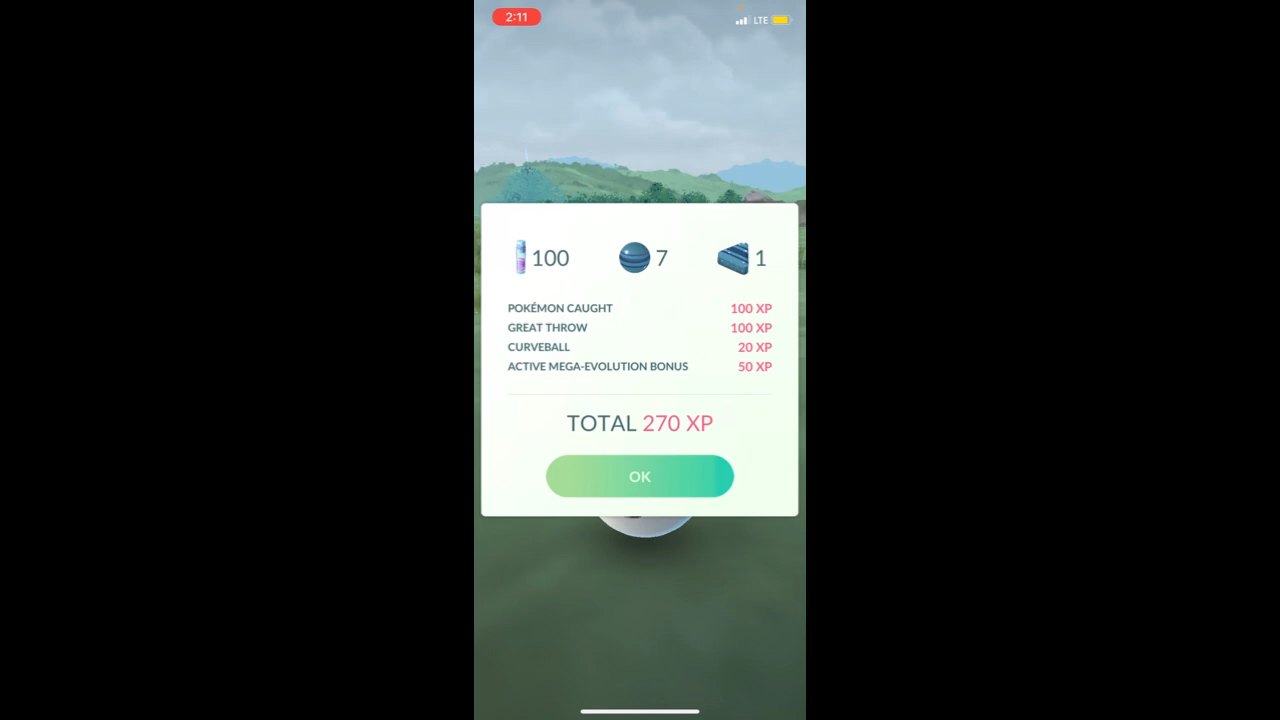 2:11 LTE
100 7 1
POKÉMON CAUGHT 100 XP
GREAT THROW 100 XP
CURVEBALL 20 XP
ACTIVE MEGA-EVOLUTION BONUS 50 XP
TOTAL 270 XP
OK